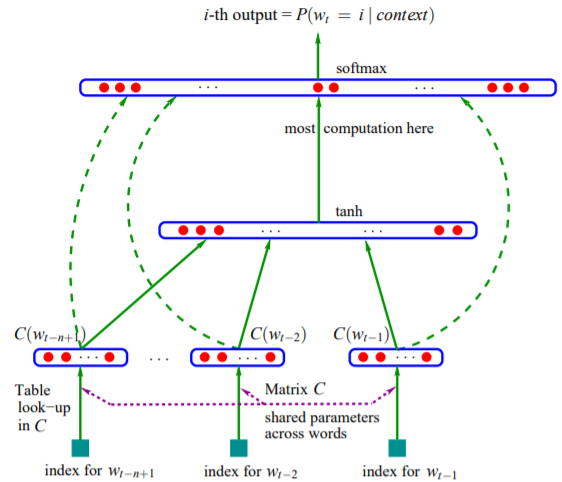 i-th output = P(w_t = i | context)
softmax
. . .
. . .
most computation here
tanh
. . .
. . .
C(w_{t−n+1})
C(w_{t−2})
C(w_{t−1})
. . .
. . .
. . .
. . .
Table
look−up
in C
Matrix C
shared parameters
across words
index for w_{t−n+1}
index for w_{t−2}
index for w_{t−1}